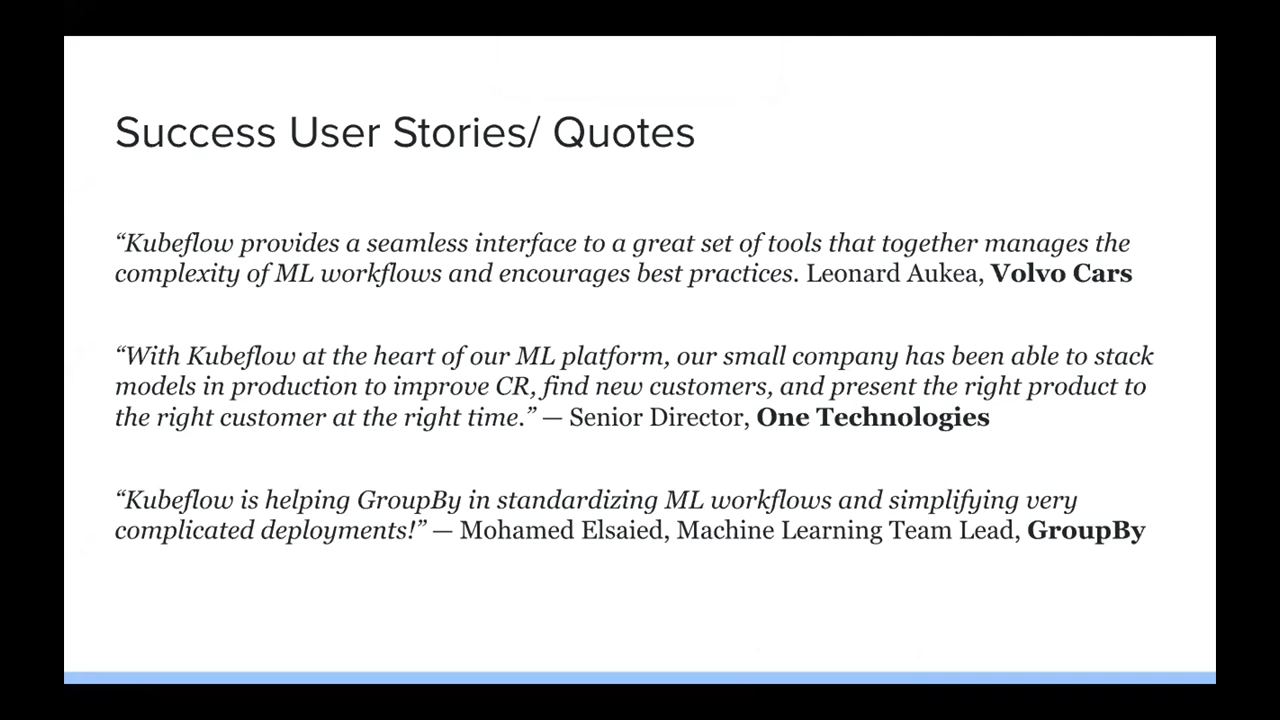 Success User Stories/ Quotes
“Kubeflow provides a seamless interface to a great set of tools that together manages the
complexity of ML workflows and encourages best practices. Leonard Aukea, Volvo Cars
“With Kubeflow at the heart of our ML platform, our small company has been able to stack
models in production to improve CR, find new customers, and present the right product to
the right customer at the right time.” — Senior Director, One Technologies
“Kubeflow is helping GroupBy in standardizing ML workflows and simplifying very
complicated deployments!” — Mohamed Elsaied, Machine Learning Team Lead, GroupBy